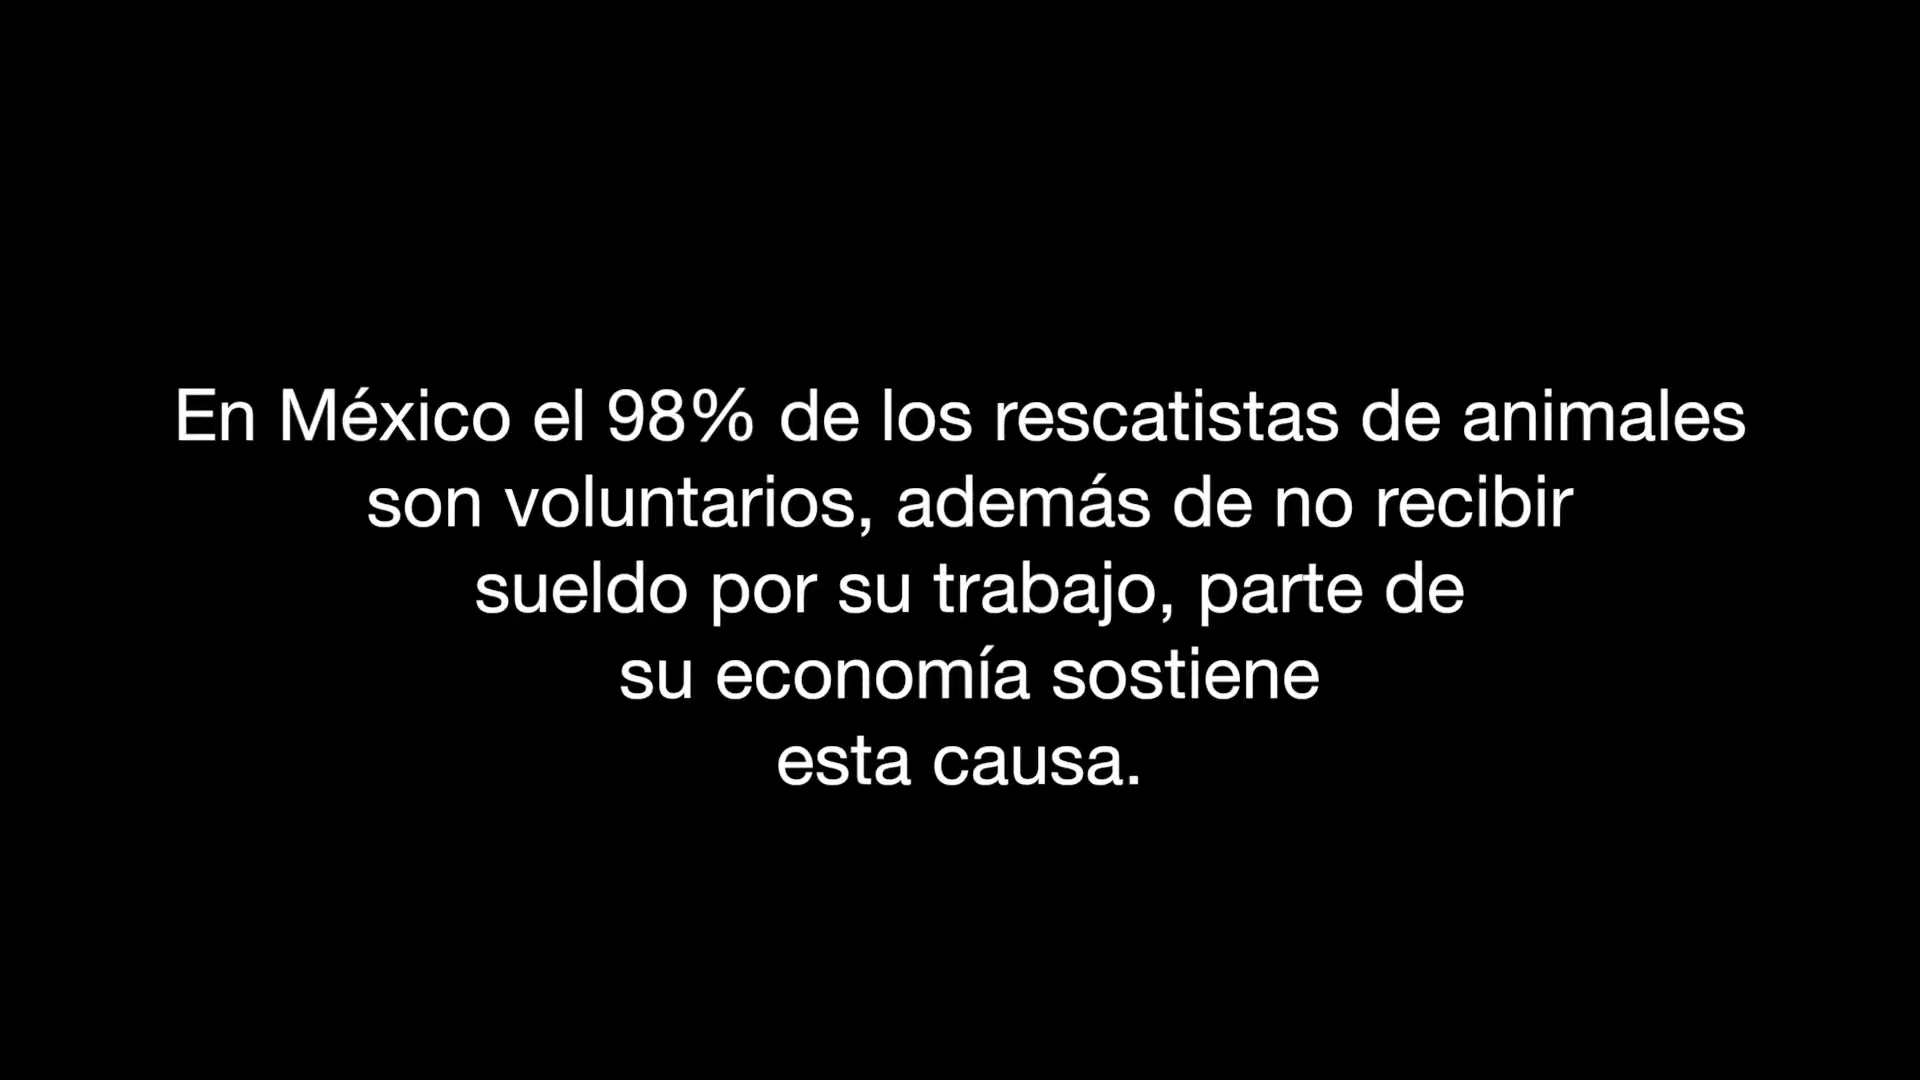 En México el 98% de los rescatistas de animales
son voluntarios, además de no recibir
sueldo por su trabajo, parte de
su economía sostiene
esta causa.